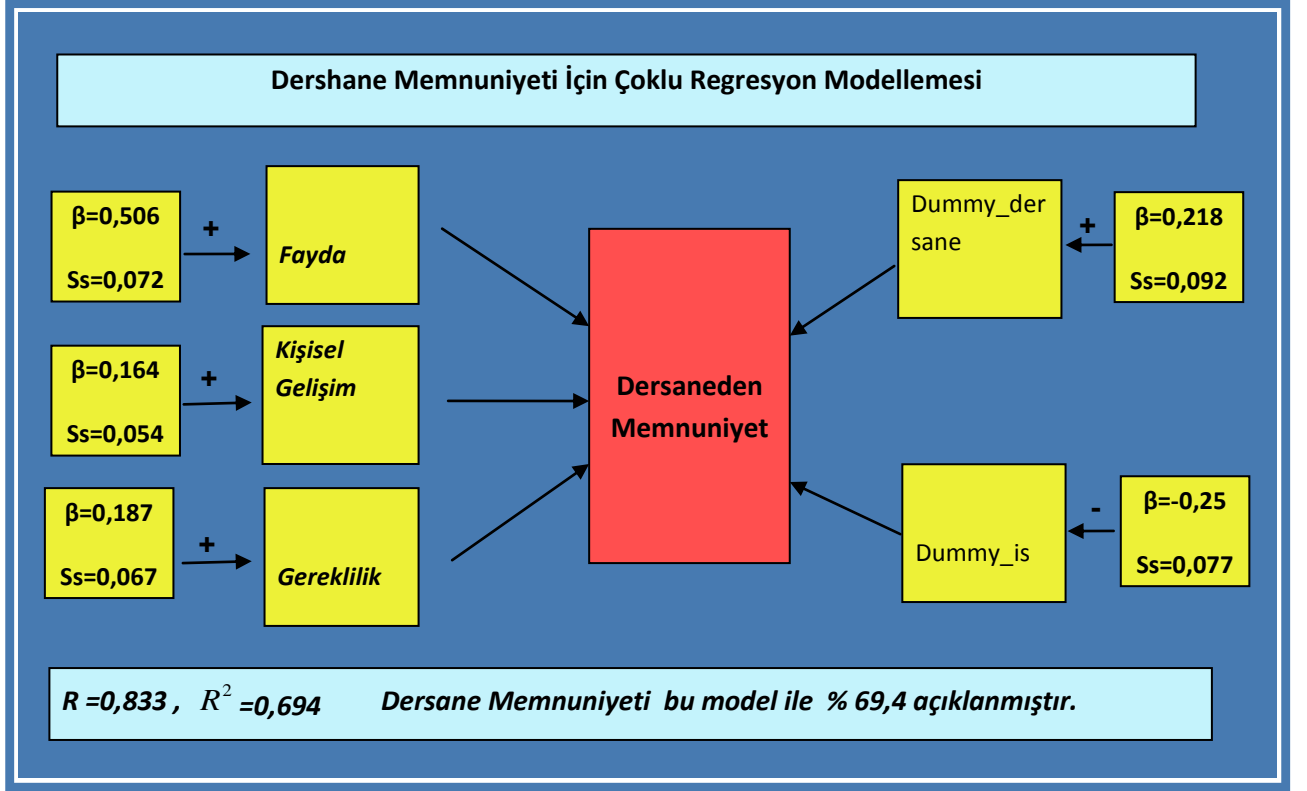 Dershane Memnuniyeti İçin Çoklu Regresyon Modellemesi
β=0,506
Ss=0,072
+
Fayda
β=0,164
Ss=0,054
+
Kişisel
Gelişim
β=0,187
Ss=0,067
+
Gereklilik
Dersaneden
Memnuniyet
Dummy_der
sane
+
β=0,218
Ss=0,092
Dummy_is
-
β=-0,25
Ss=0,077
R =0,833 , R² =0,694 Dersane Memnuniyeti bu model ile % 69,4 açıklanmıştır.